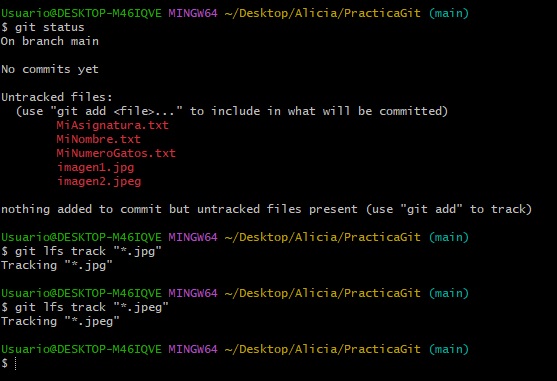 Usuario@DESKTOP-M46IQVE MINGW64 ~/Desktop/Alicia/PracticaGit (main)
$ git status
On branch main
No commits yet
Untracked files:
(use "git add <file>..." to include in what will be committed)
MiAsignatura.txt
MiNombre.txt
MiNumeroGatos.txt
imagen1.jpg
imagen2.jpeg
nothing added to commit but untracked files present (use "git add" to track)
Usuario@DESKTOP-M46IQVE MINGW64 ~/Desktop/Alicia/PracticaGit (main)
$ git lfs track "*.jpg"
Tracking "*.jpg"
Usuario@DESKTOP-M46IQVE MINGW64 ~/Desktop/Alicia/PracticaGit (main)
$ git lfs track "*.jpeg"
Tracking "*.jpeg"
Usuario@DESKTOP-M46IQVE MINGW64 ~/Desktop/Alicia/PracticaGit (main)
$